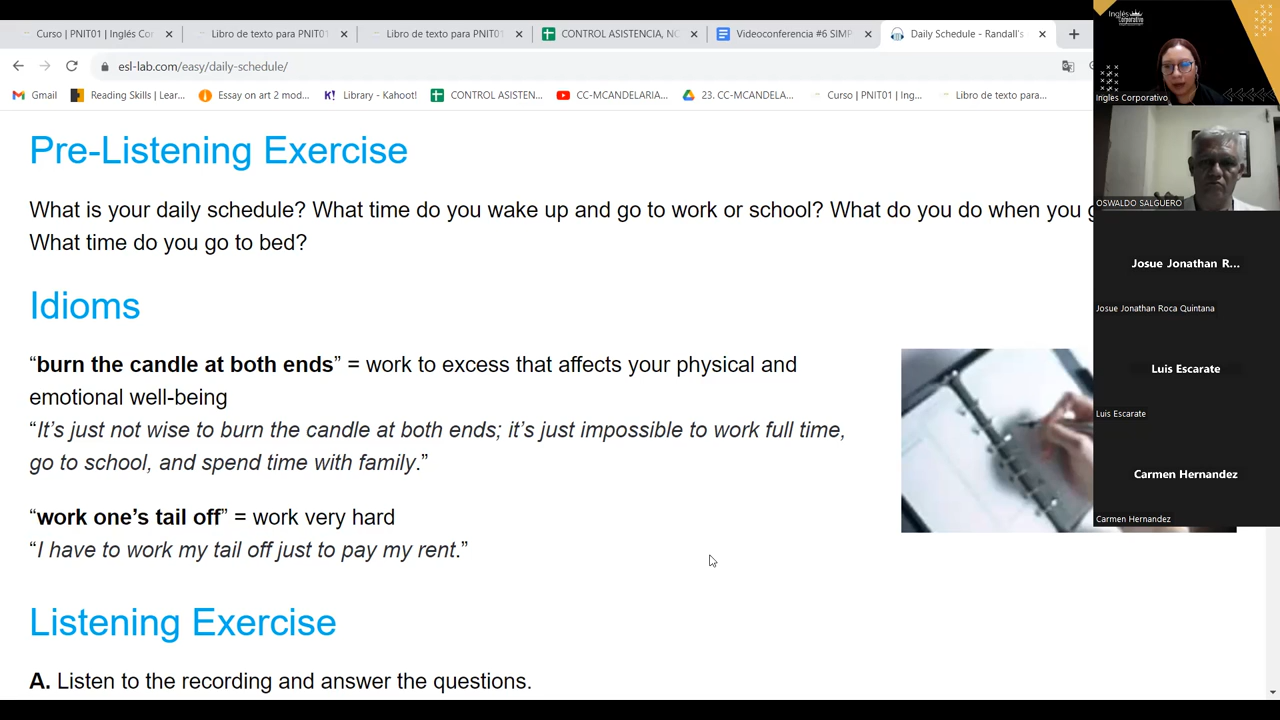 Curso | PNIT01 | Inglés Cor
Libro de texto para PNIT01
Libro de texto para PNIT01
CONTROL ASISTENCIA, NO
Videoconferencia #6 SIMP
Daily Schedule - Randall's
esl-lab.com/easy/daily-schedule/
Gmail
Reading Skills | Lear...
Essay on art 2 mod...
Library - Kahoot!
CONTROL ASISTEN...
CC-MCANDELARIA...
23. CC-MCANDELA...
Curso | PNIT01 | Ing...
Libro de texto para...
Pre-Listening Exercise
What is your daily schedule? What time do you wake up and go to work or school? What do you do when you g
What time do you go to bed?
Idioms
“burn the candle at both ends” = work to excess that affects your physical and
emotional well-being
“It’s just not wise to burn the candle at both ends; it’s just impossible to work full time,
go to school, and spend time with family.”
“work one’s tail off” = work very hard
“I have to work my tail off just to pay my rent.”
Listening Exercise
A. Listen to the recording and answer the questions.
Inglés
Corporativo
Ingles Corporativo
OSWALDO SALGUERO
Josue Jonathan R...
Josue Jonathan Roca Quintana
Luis Escarate
Luis Escarate
Carmen Hernandez
Carmen Hernandez